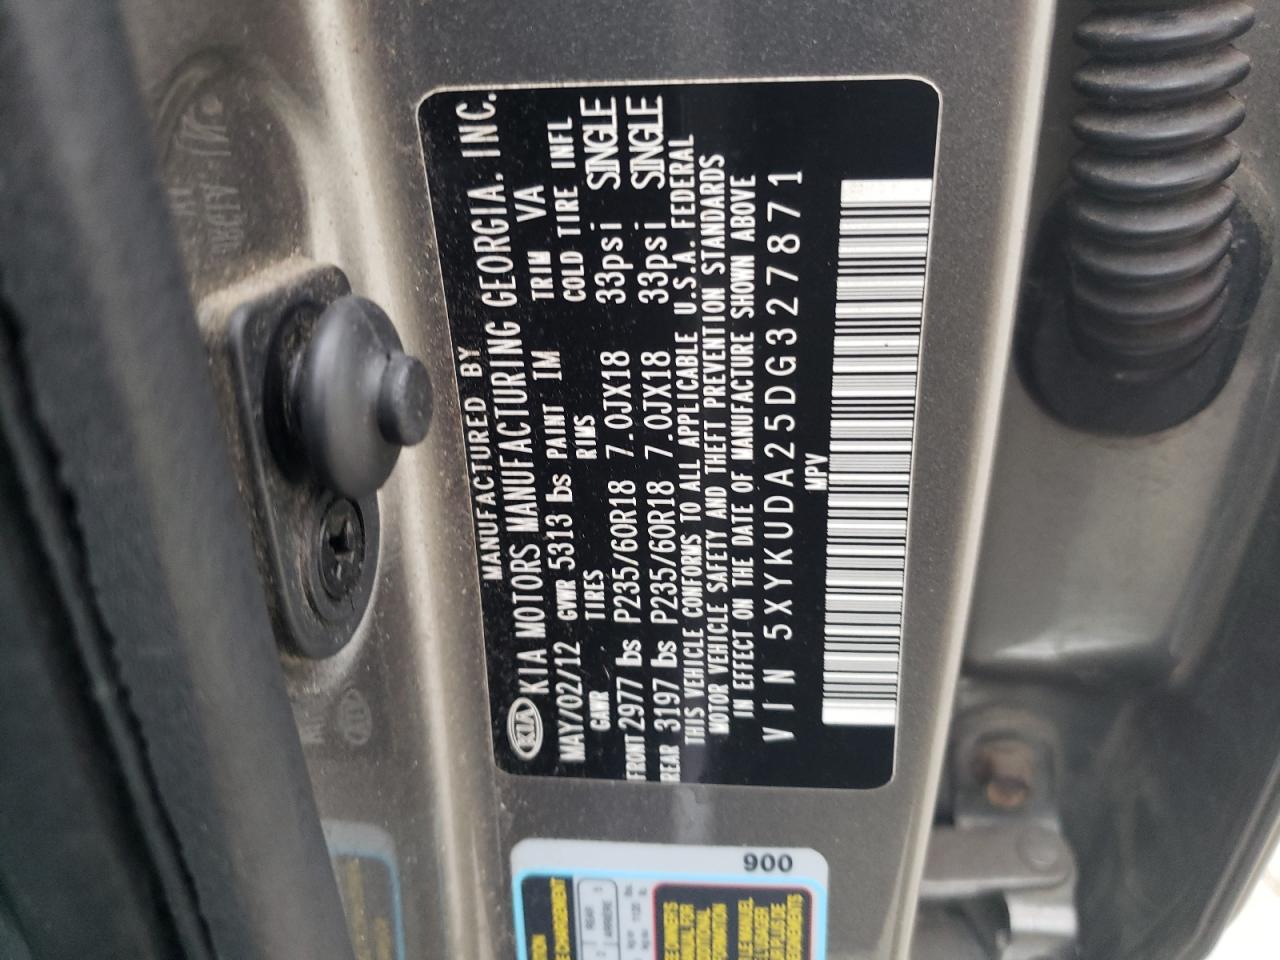 MANUFACTURED BY
KIA KIA MOTORS MANUFACTURING GEORGIA. INC.
MAY/02/12 GVWR 5313 lbs PAINT IM TRIM VA
GAWR TIRES RIMS COLD TIRE INFL
FRONT 2977 lbs P235/60R18 7.0JX18 33psi SINGLE
REAR 3197 lbs P235/60R18 7.0JX18 33psi SINGLE
THIS VEHICLE CONFORMS TO ALL APPLICABLE U.S.A. FEDERAL
MOTOR VEHICLE SAFETY AND THEFT PREVENTION STANDARDS
IN EFFECT ON THE DATE OF MANUFACTURE SHOWN ABOVE
VIN 5XYKUDA25DG327871
MPV
900
REAR
ARRIERE